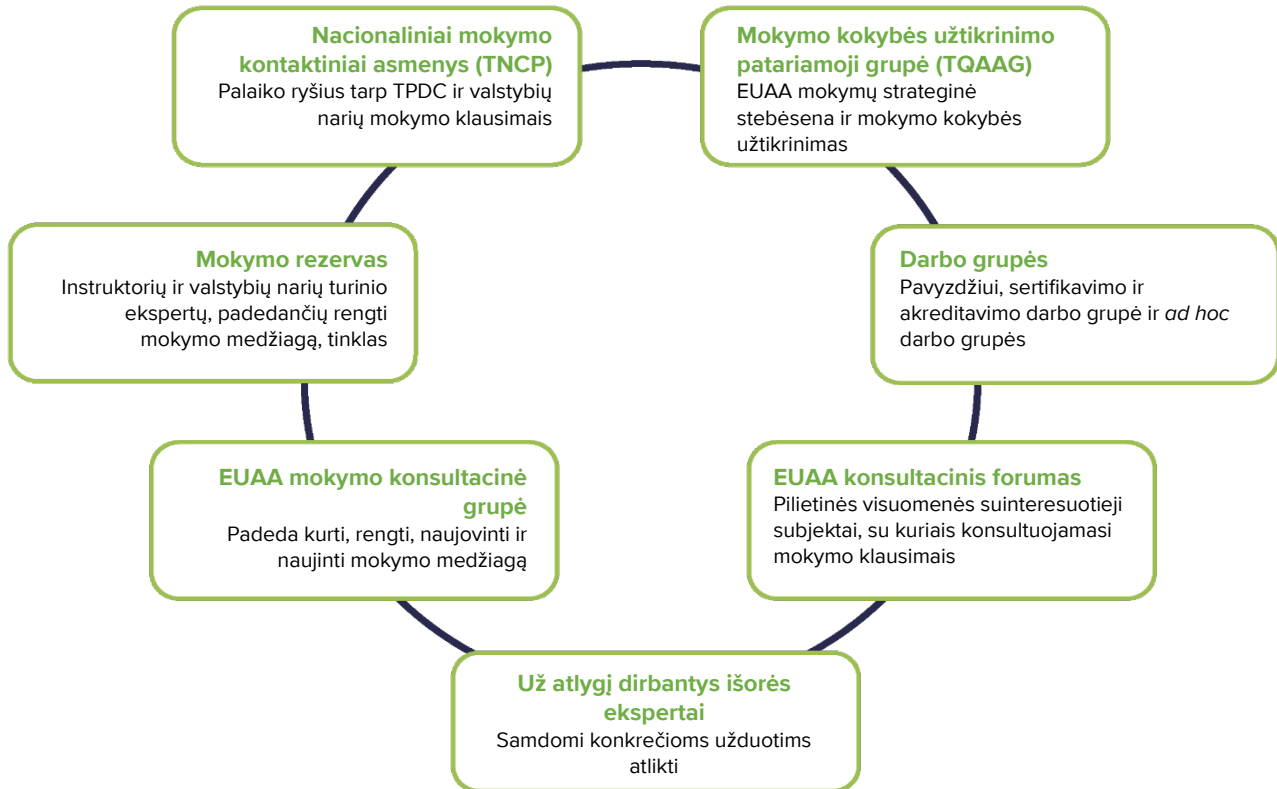 Nacionaliniai mokymo
kontaktiniai asmenys (TNCP)
Palaiko ryšius tarp TPDC ir valstybių
narių mokymo klausimais
Mokymo kokybės užtikrinimo
patariamoji grupė (TQAAG)
EUAA mokymų strateginė
stebėsena ir mokymo kokybės
užtikrinimas
Mokymo rezervas
Instruktorių ir valstybių narių turinio
ekspertų, padedančių rengti
mokymo medžiagą, tinklas
Darbo grupės
Pavyzdžiui, sertifikavimo ir
akreditavimo darbo grupė ir ad hoc
darbo grupės
EUAA mokymo konsultacinė
grupė
Padeda kurti, rengti, naujovinti ir
naujinti mokymo medžiagą
EUAA konsultacinis forumas
Pilietinės visuomenės suinteresuotieji
subjektai, su kuriais konsultuojamasi
mokymo klausimais
Už atlygį dirbantys išorės
ekspertai
Samdomi konkrečioms užduotims
atlikti